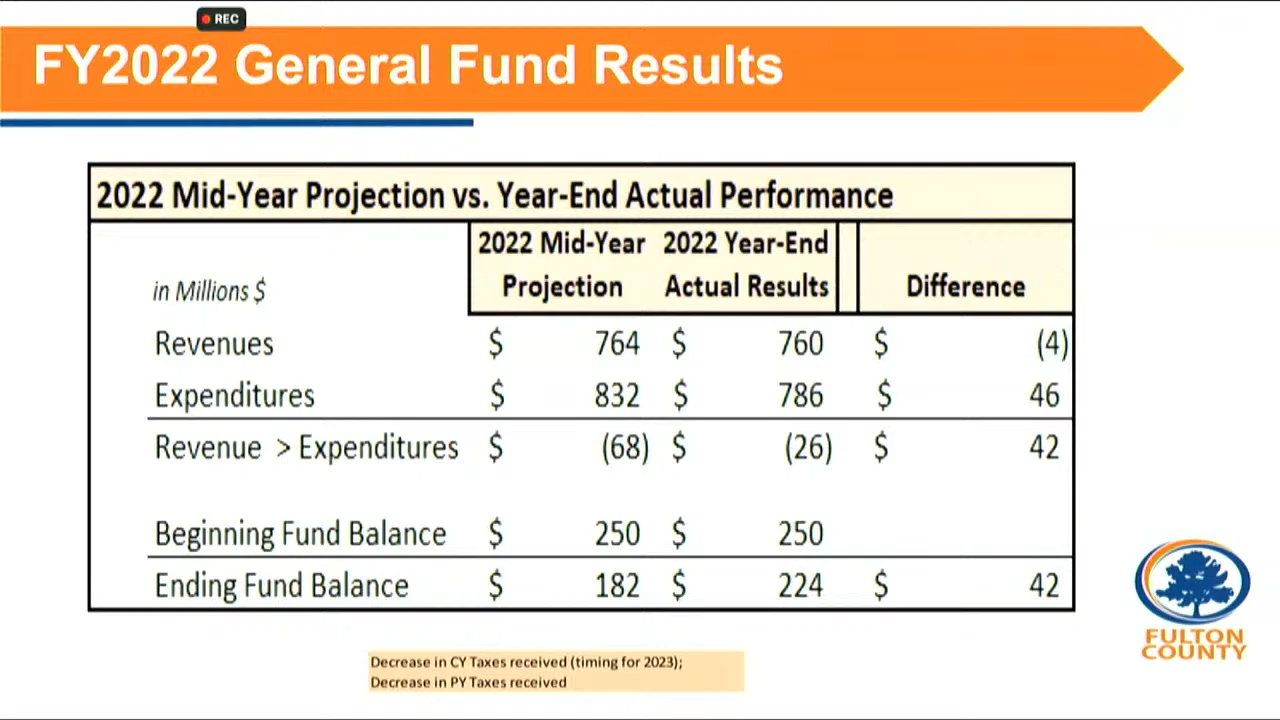 REC
FY2022 General Fund Results
2022 Mid-Year Projection vs. Year-End Actual Performance
2022 Mid-Year 2022 Year-End
in Millions $ Projection Actual Results Difference
Revenues $ 764 $ 760 $ (4)
Expenditures $ 832 $ 786 $ 46
Revenue > Expenditures $ (68) $ (26) $ 42
Beginning Fund Balance $ 250 $ 250
Ending Fund Balance $ 182 $ 224 $ 42
FULTON
COUNTY
Decrease in CY Taxes received (timing for 2023);
Decrease in PY Taxes received